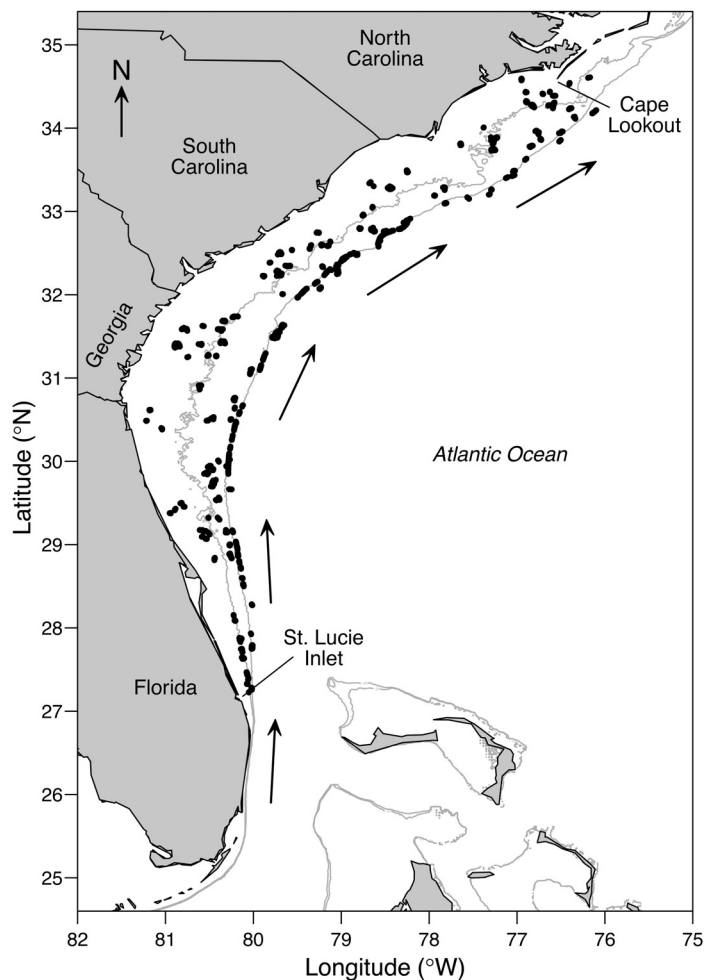 North
Carolina
N
South
Carolina
Cape
Lookout
Georgia
Atlantic Ocean
St. Lucie
Inlet
Florida
35
34
33
32
31
30
29
28
27
26
25
Latitude (°N)
82
81
80
79
78
77
76
75
Longitude (°W)